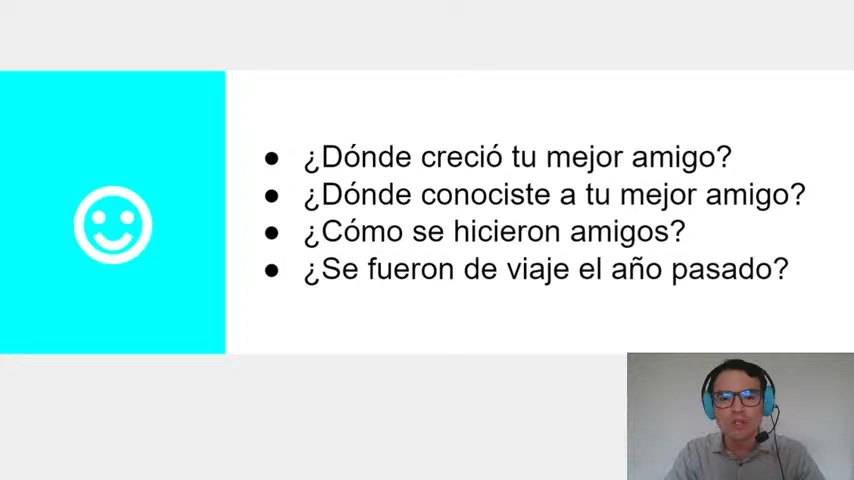 ● ¿Dónde creció tu mejor amigo?
● ¿Dónde conociste a tu mejor amigo?
● ¿Cómo se hicieron amigos?
● ¿Se fueron de viaje el año pasado?